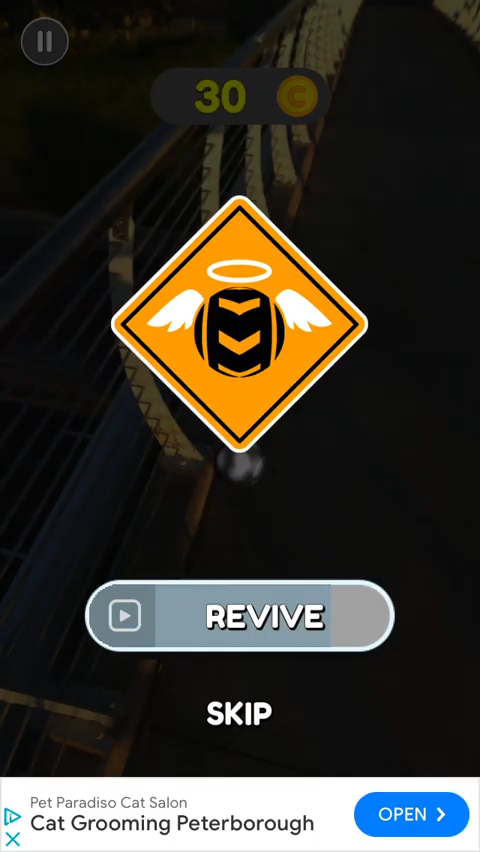 30
REVIVE
SKIP
Pet Paradiso Cat Salon
Cat Grooming Peterborough
OPEN